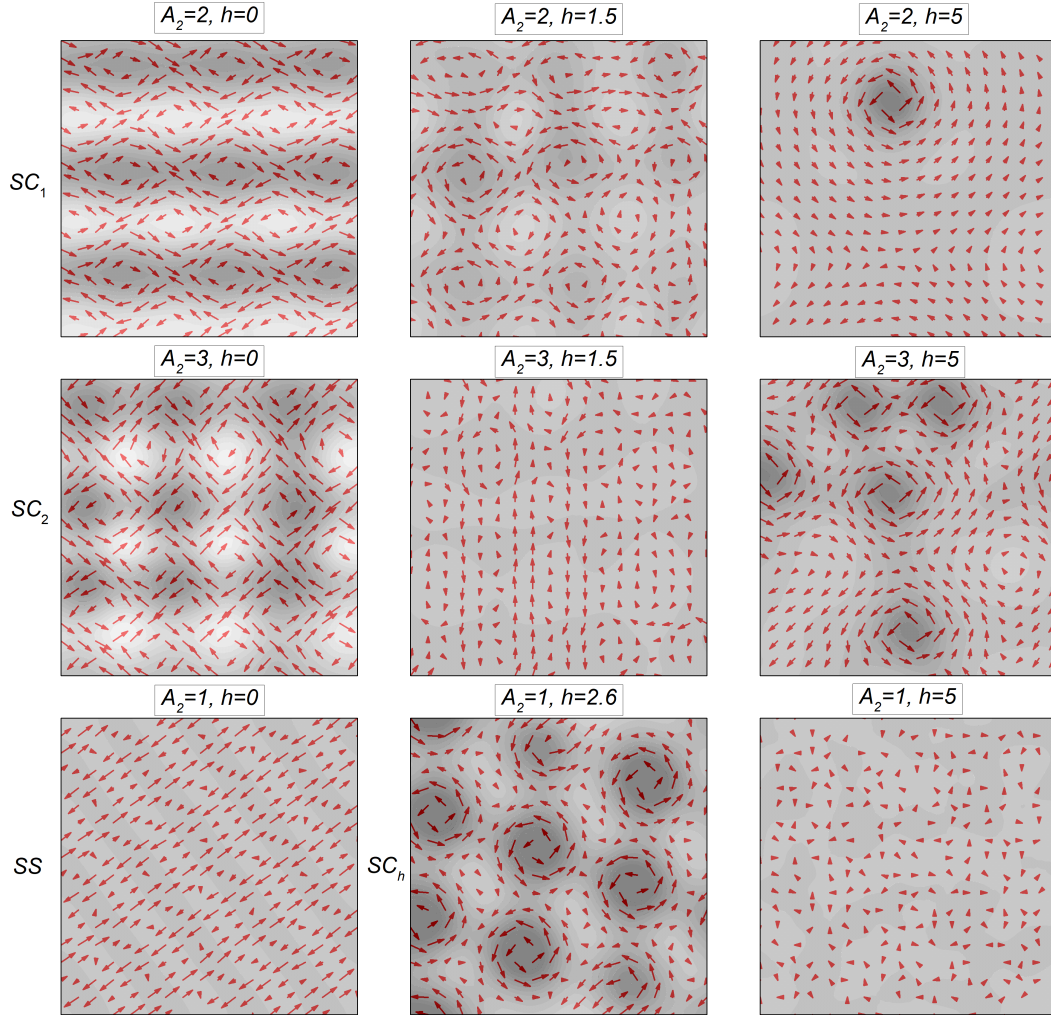 A₂=2, h=0
A₂=2, h=1.5
A₂=2, h=5
SC₁
A₂=3, h=0
A₂=3, h=1.5
A₂=3, h=5
SC₂
A₂=1, h=0
A₂=1, h=2.6
A₂=1, h=5
SS
SCₕ